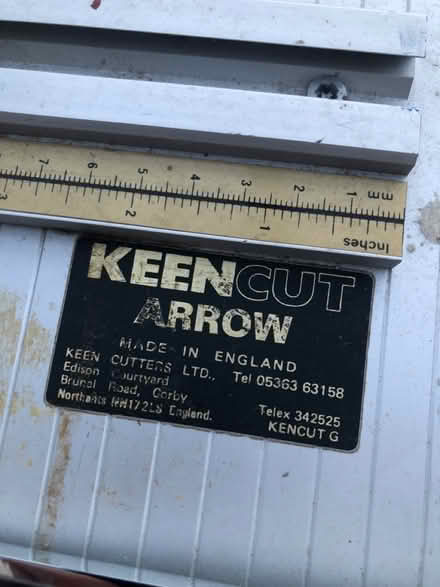 7 6 5 4 3 2 1 mm
3 2 1 Inches
KEENCUT
ARROW
MADE IN ENGLAND
KEEN CUTTERS LTD., Tel 05363 63158
Edison Courtyard
Brunel Road, Corby Telex 342525
Northants NN17 2LS England. KENCUT G